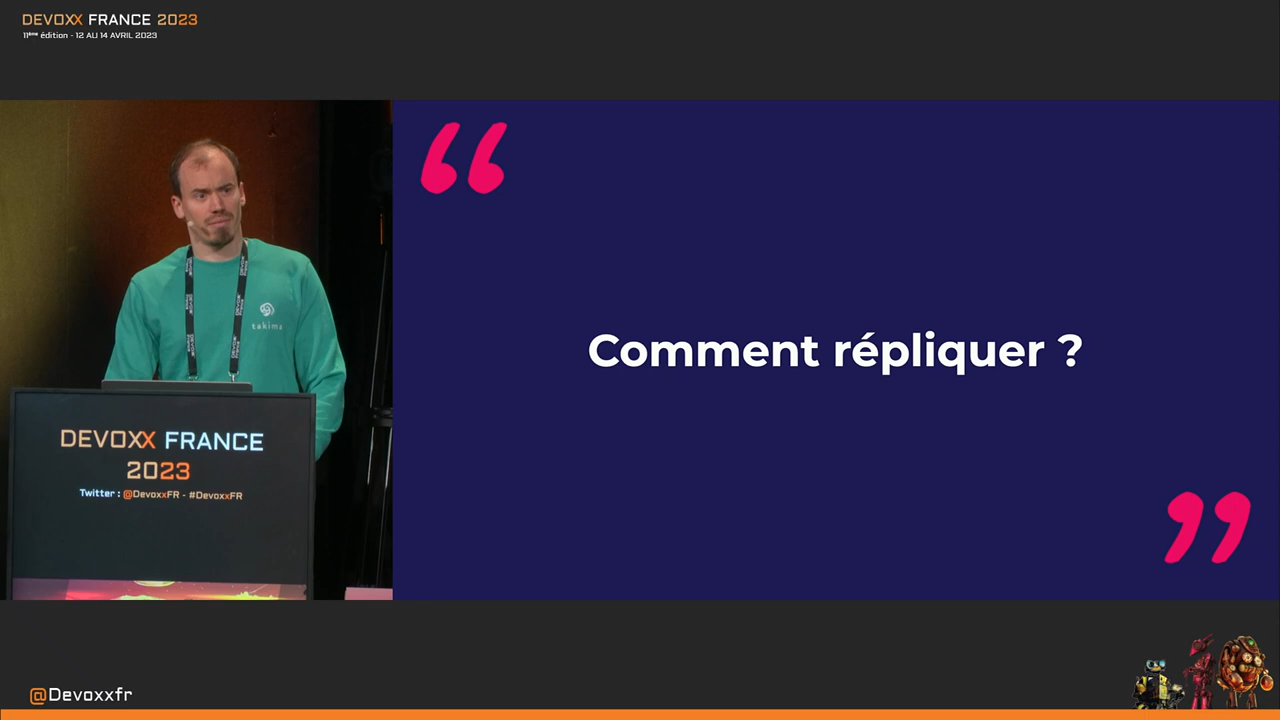 DEVOXX FRANCE 2023
11ème édition - 12 AU 14 AVRIL 2023
“
Comment répliquer ?
”
takima
DEVOXX FRANCE
2023
Twitter : @DevoxxFR - #DevoxxFR
@Devoxxfr